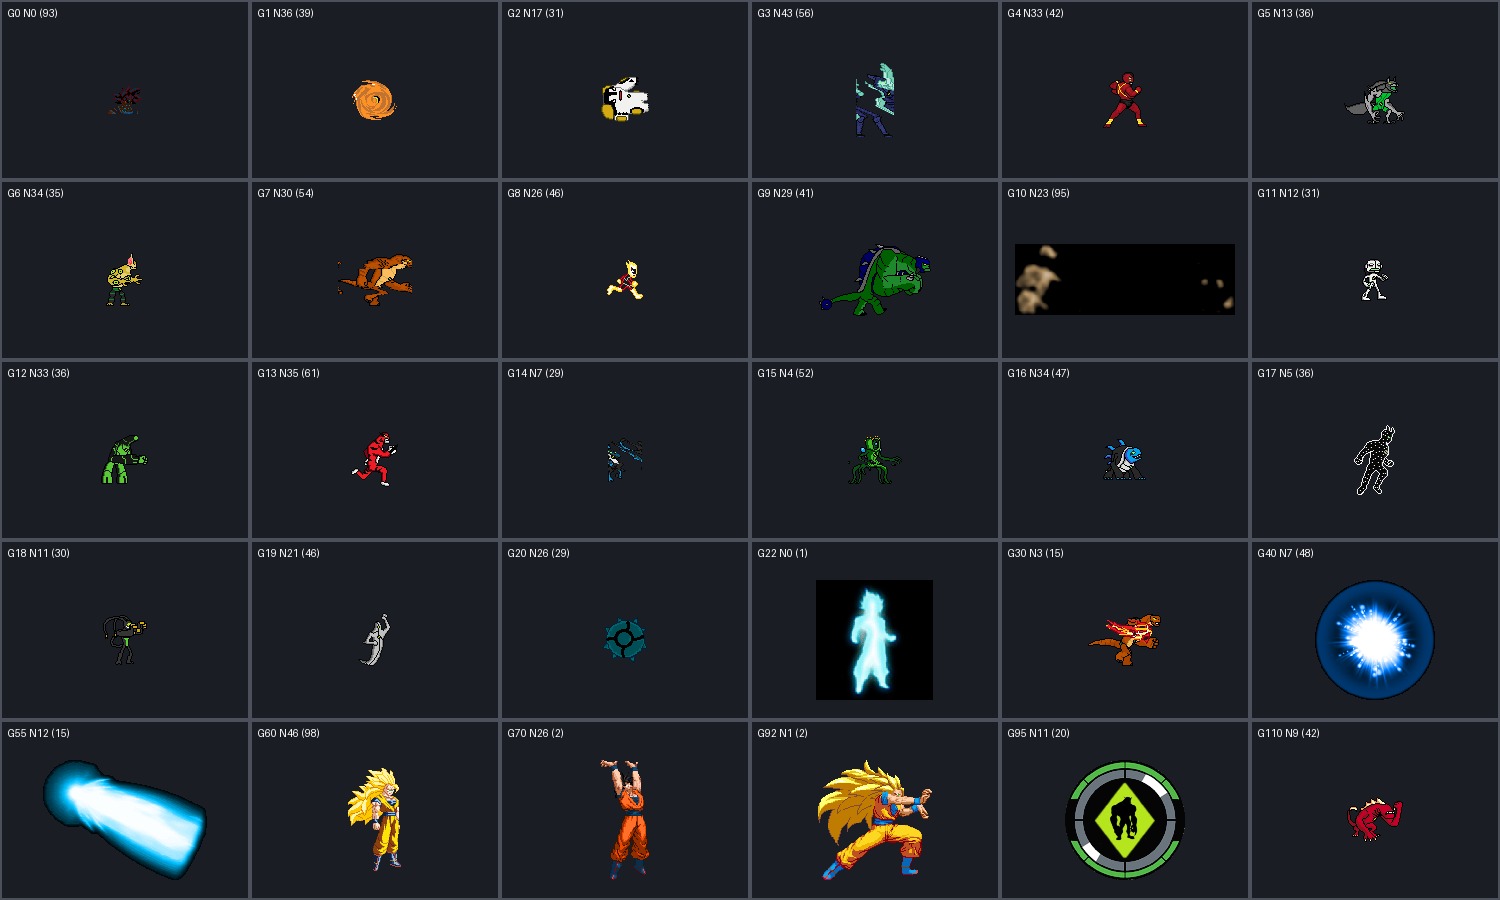 G0 N0 (93)
G1 N36 (39)
G2 N17 (31)
G3 N43 (56)
G4 N33 (42)
G5 N13 (36)
G6 N34 (35)
G7 N30 (54)
G8 N26 (46)
G9 N29 (41)
G10 N23 (95)
G11 N12 (31)
G12 N33 (36)
G13 N35 (61)
G14 N7 (29)
G15 N4 (52)
G16 N34 (47)
G17 N5 (36)
G18 N11 (30)
G19 N21 (46)
G20 N26 (29)
G22 N0 (1)
G30 N3 (15)
G40 N7 (48)
G55 N12 (15)
G60 N46 (98)
G70 N26 (2)
G92 N1 (2)
G95 N11 (20)
G110 N9 (42)